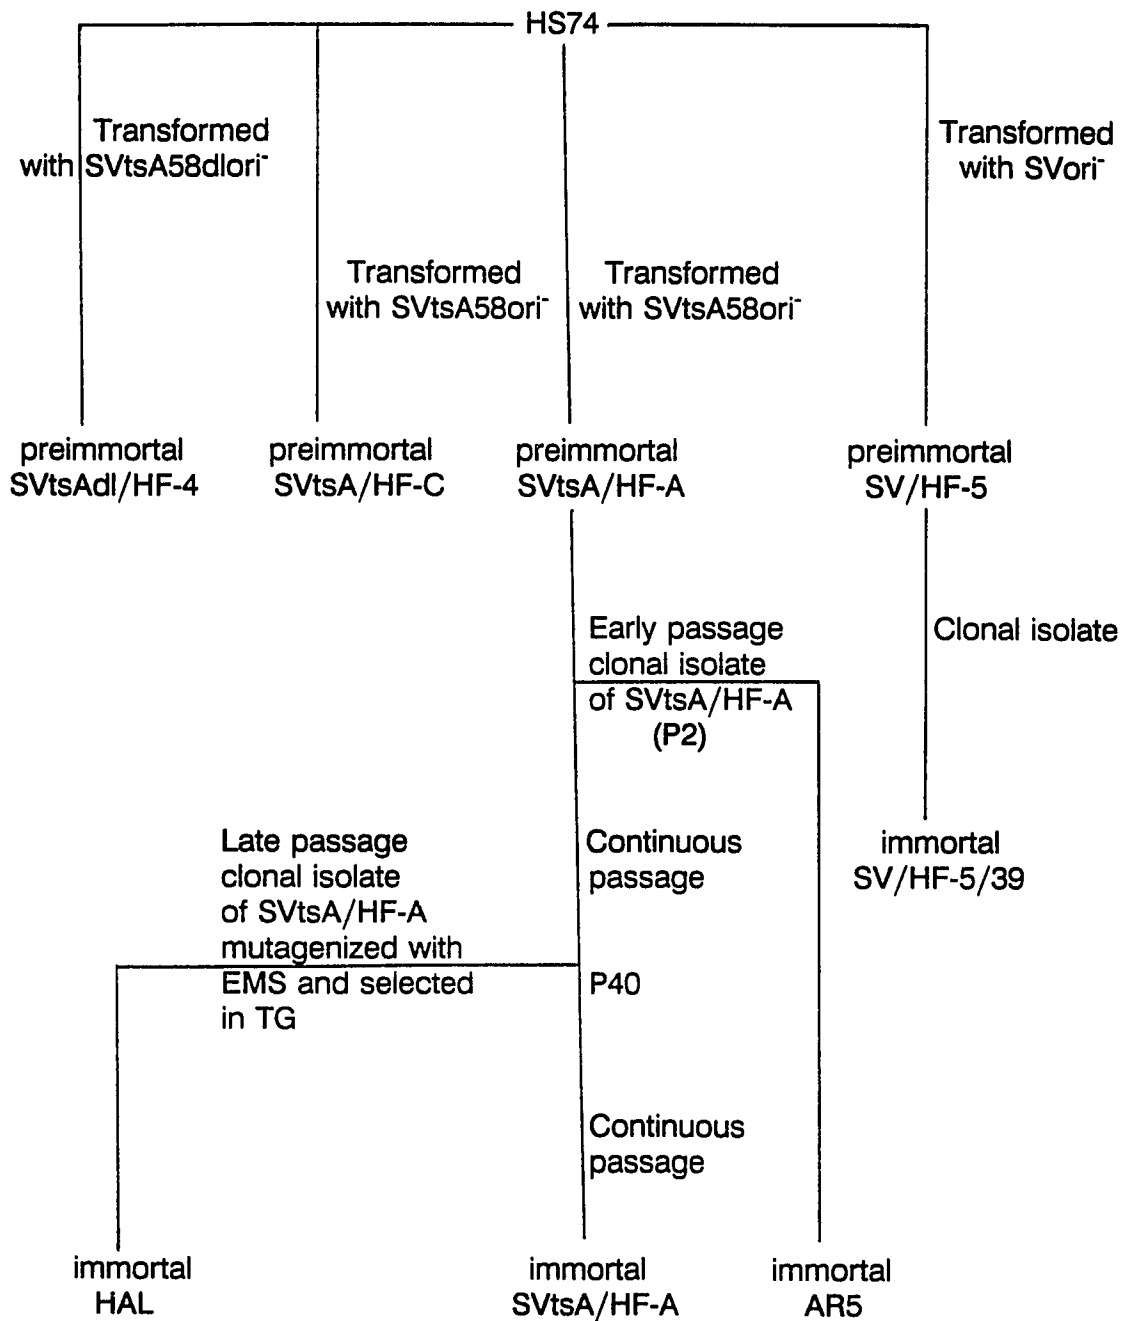 HS74
Transformed
with SVtsA58dlori⁻
Transformed
with SVori⁻
Transformed
with SVtsA58ori⁻
Transformed
with SVtsA58ori⁻
preimmortal
SVtsAdl/HF-4
preimmortal
SVtsA/HF-C
preimmortal
SVtsA/HF-A
preimmortal
SV/HF-5
Early passage
clonal isolate
of SVtsA/HF-A
(P2)
Clonal isolate
Late passage
clonal isolate
of SVtsA/HF-A
mutagenized with
EMS and selected
in TG
Continuous
passage
immortal
SV/HF-5/39
P40
Continuous
passage
immortal
HAL
immortal
SVtsA/HF-A
immortal
AR5